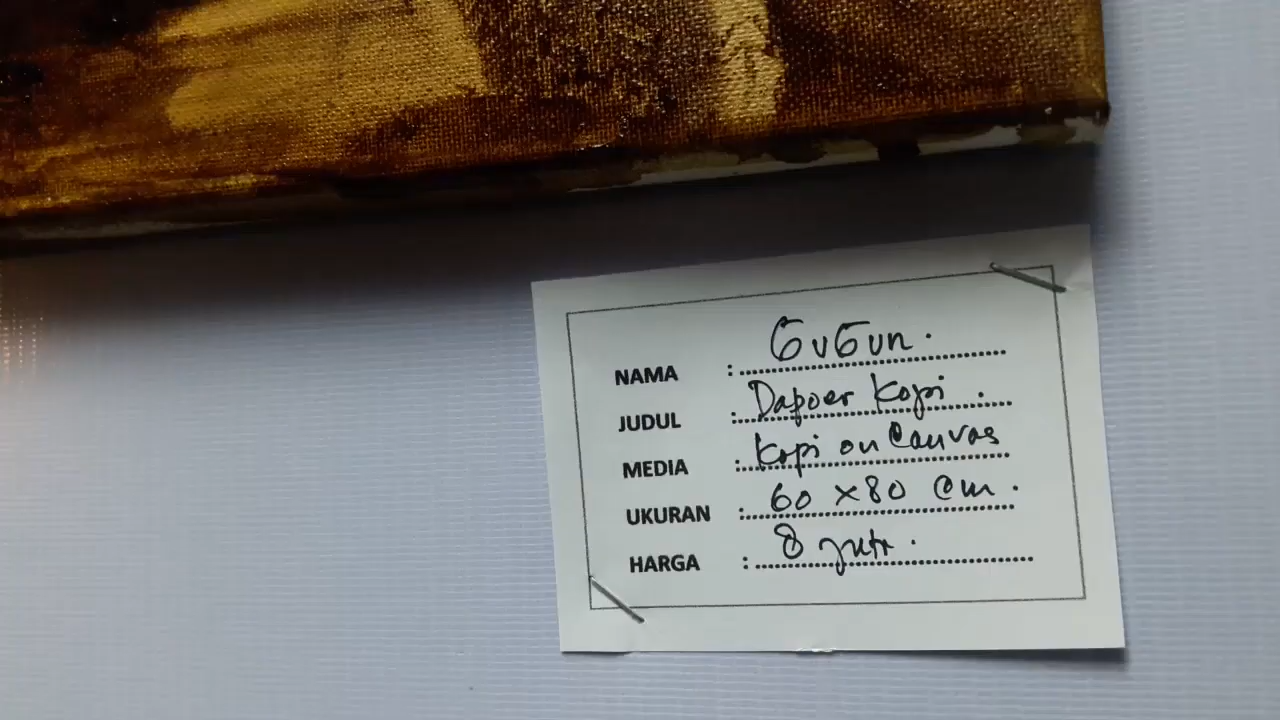 NAMA : GuGun.
JUDUL : Dapoer Kopi.
MEDIA : Kopi on Canvas
UKURAN : 60 x 80 cm.
HARGA : 8 juta.